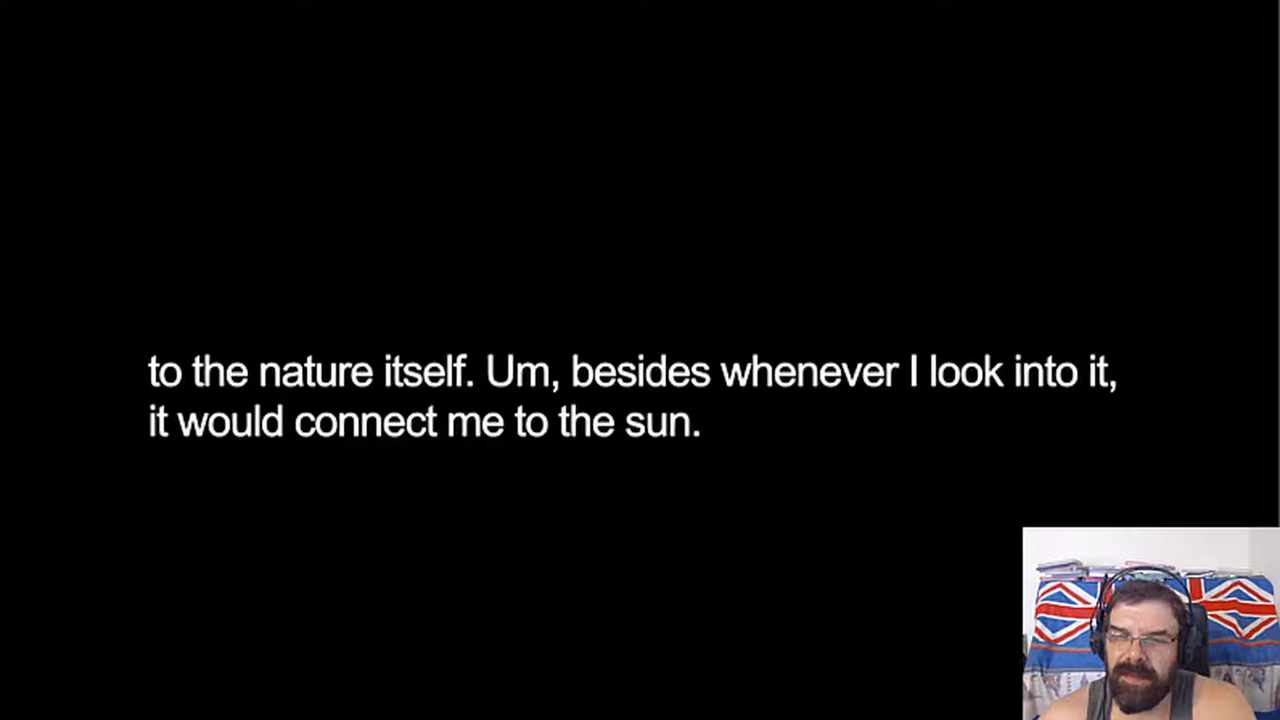 to the nature itself. Um, besides whenever I look into it,
it would connect me to the sun.